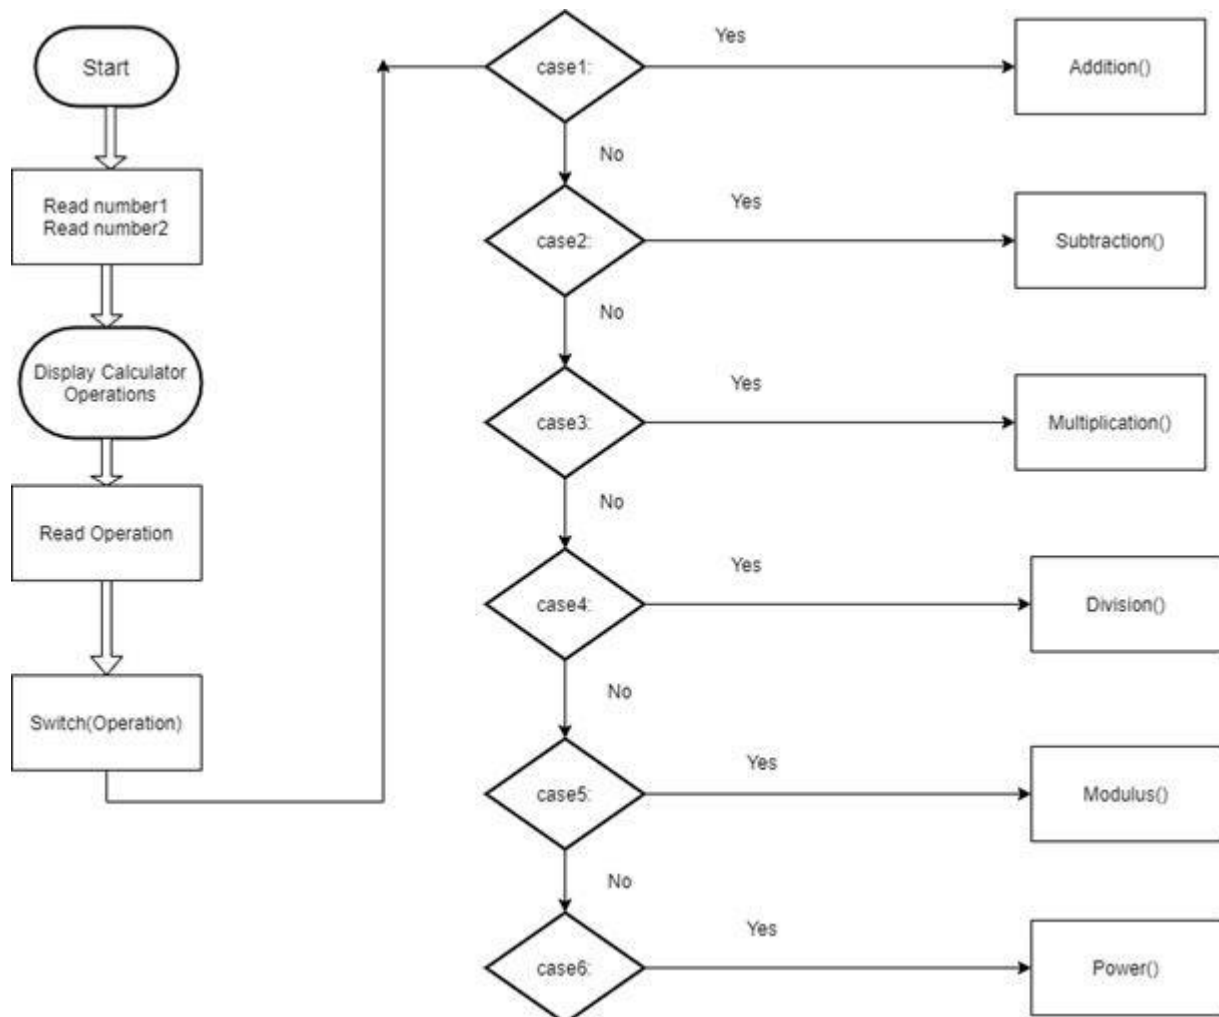 Start
Read number1
Read number2
Display Calculator
Operations
Read Operation
Switch(Operation)
case1:
Yes
Addition()
No
case2:
Yes
Subtraction()
No
case3:
Yes
Multiplication()
No
case4:
Yes
Division()
No
case5:
Yes
Modulus()
No
case6:
Yes
Power()